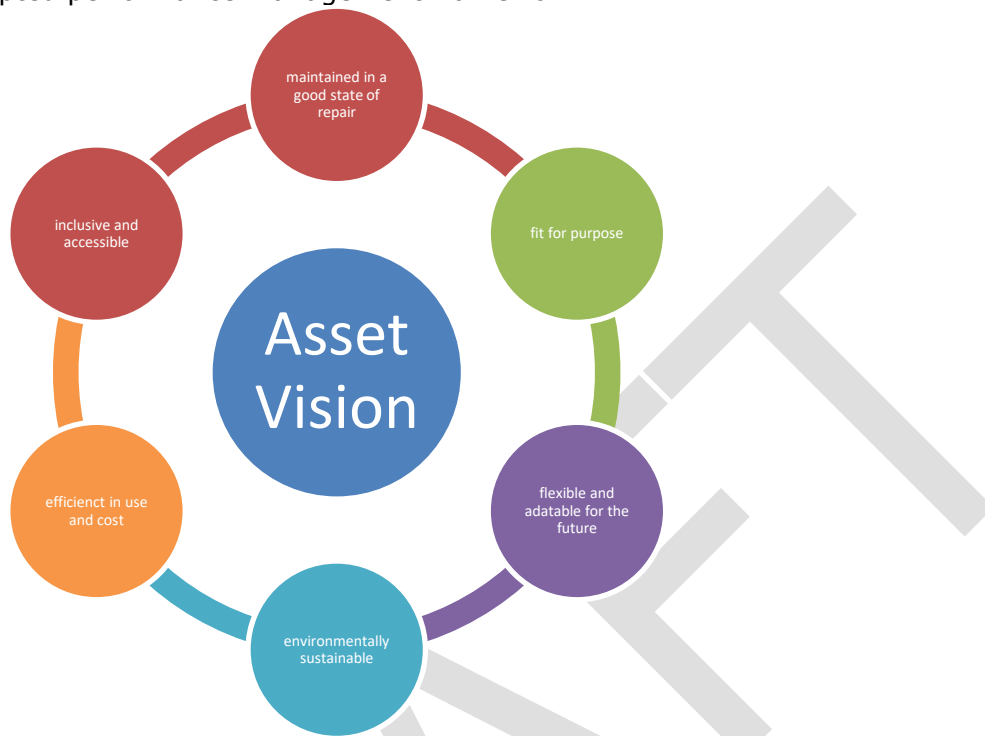 maintained in a
good state of
repair
inclusive and
accessible
fit for purpose
Asset
Vision
efficienct in use
and cost
flexible and
adatable for the
future
environmentally
sustainable